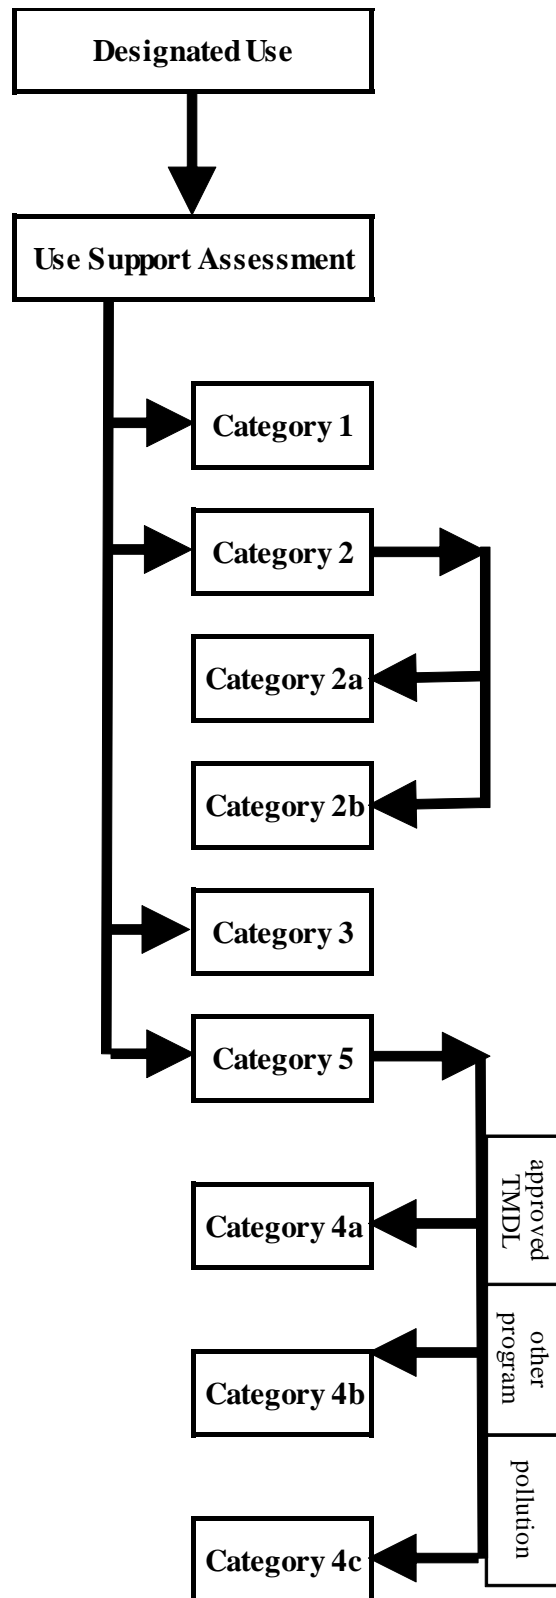 Designated Use
Use Support Assessment
Category 1
Category 2
Category 2a
Category 2b
Category 3
Category 5
approved
TMDL
Category 4a
other
program
Category 4b
pollution
Category 4c